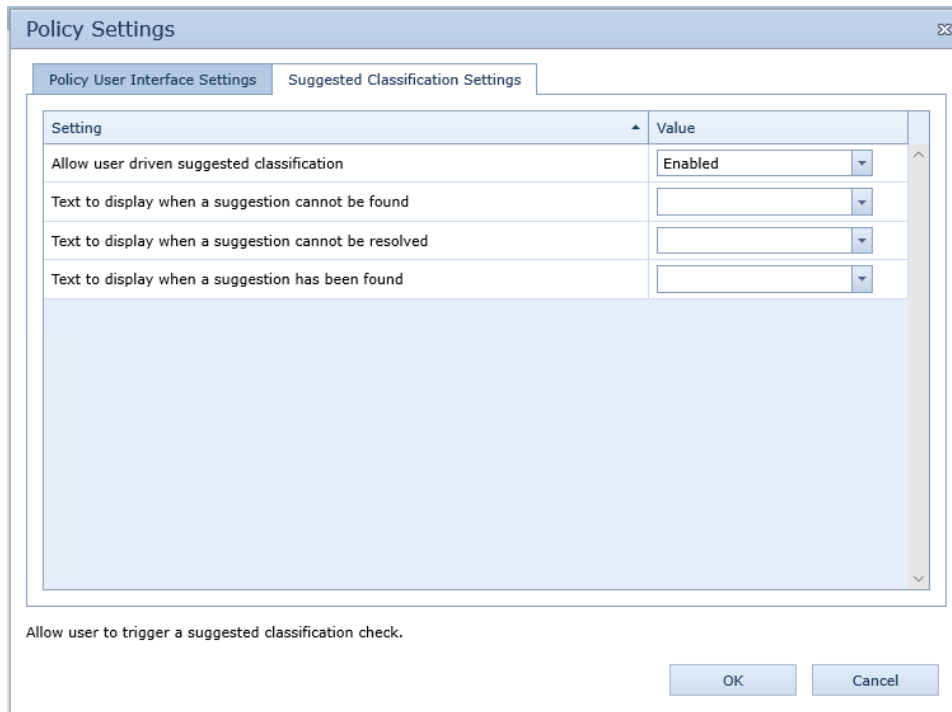 Policy Settings
Policy User Interface Settings Suggested Classification Settings
Setting Value
Allow user driven suggested classification Enabled
Text to display when a suggestion cannot be found
Text to display when a suggestion cannot be resolved
Text to display when a suggestion has been found
Allow user to trigger a suggested classification check.
OK Cancel